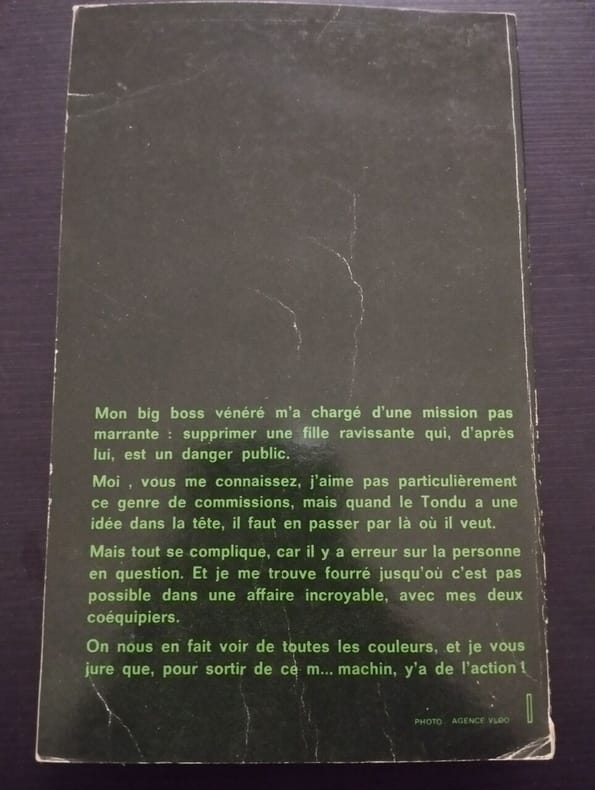 Mon big boss vénéré m'a chargé d'une mission pas
marrante : supprimer une fille ravissante qui, d'après
lui, est un danger public.
Moi , vous me connaissez, j'aime pas particulièrement
ce genre de commissions, mais quand le Tondu a une
idée dans la tête, il faut en passer par là où il veut.
Mais tout se complique, car il y a erreur sur la personne
en question. Et je me trouve fourré jusqu'où c'est pas
possible dans une affaire incroyable, avec mes deux
coéquipiers.
On nous en fait voir de toutes les couleurs, et je vous
jure que, pour sortir de ce m... machin, y'a de l'action !
PHOTO AGENCE VLOO